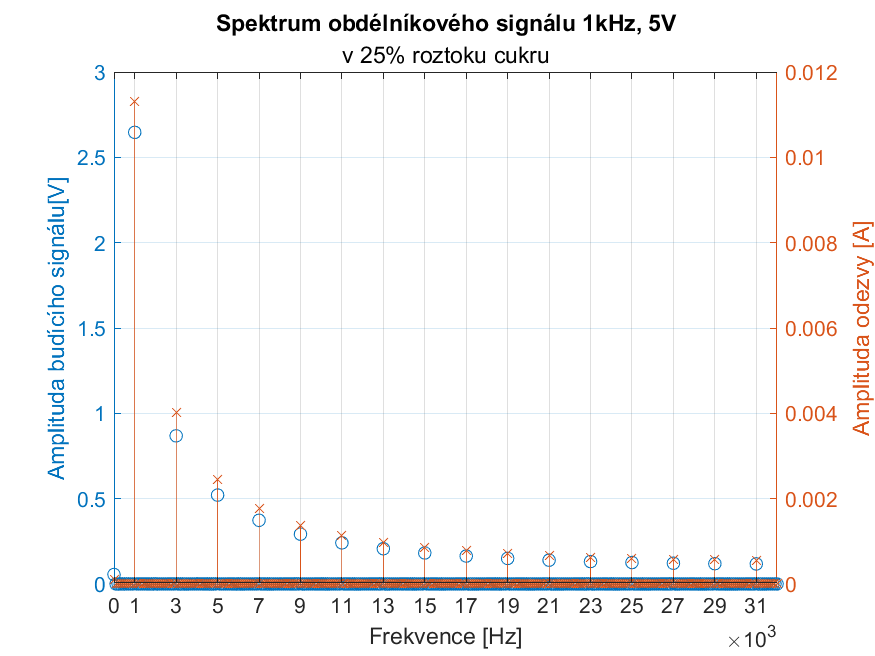 Spektrum obdélníkového signálu 1kHz, 5V
v 25% roztoku cukru
Amplituda budícího signálu[V]
3
2.5
2
1.5
1
0.5
0
0.012
0.01
0.008
0.006
0.004
0.002
0
Amplituda odezvy [A]
0 1 3 5 7 9 11 13 15 17 19 21 23 25 27 29 31
Frekvence [Hz]
×10³